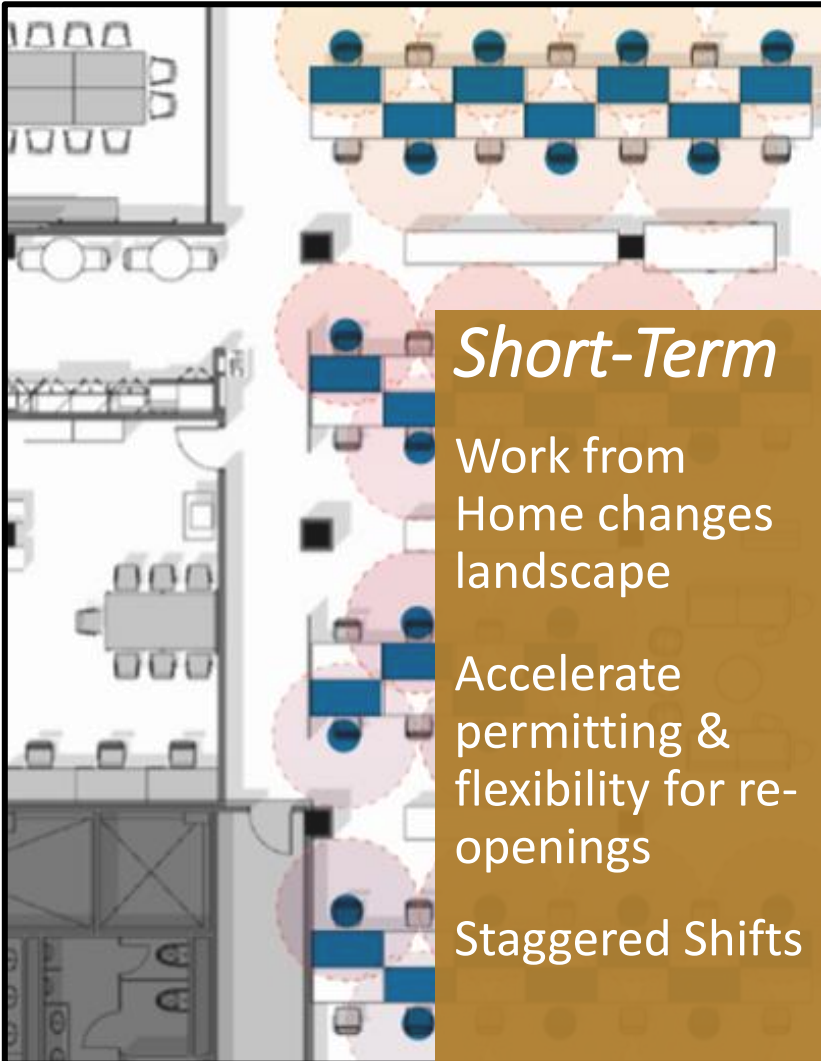 Short-Term
Work from
Home changes
landscape
Accelerate
permitting &
flexibility for re-
openings
Staggered Shifts